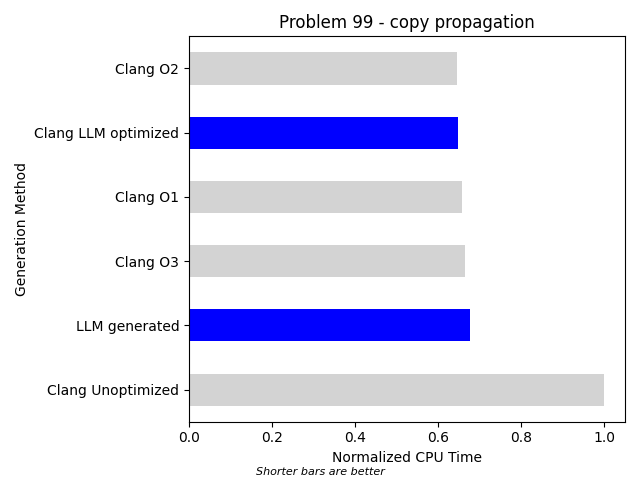 Problem 99 - copy propagation
Generation Method
Clang O2
Clang LLM optimized
Clang O1
Clang O3
LLM generated
Clang Unoptimized
0.0 0.2 0.4 0.6 0.8 1.0
Normalized CPU Time
Shorter bars are better